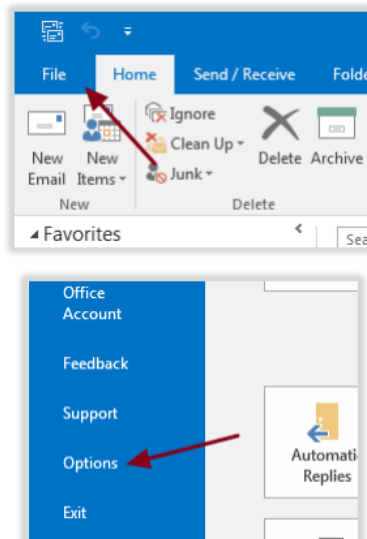 File Home Send / Receive Folde
Ignore
Clean Up
Junk
New Email
New Items
Delete Archive
New Delete
Favorites
Sea
Office
Account
Feedback
Support
Options
Automati
Replies
Exit